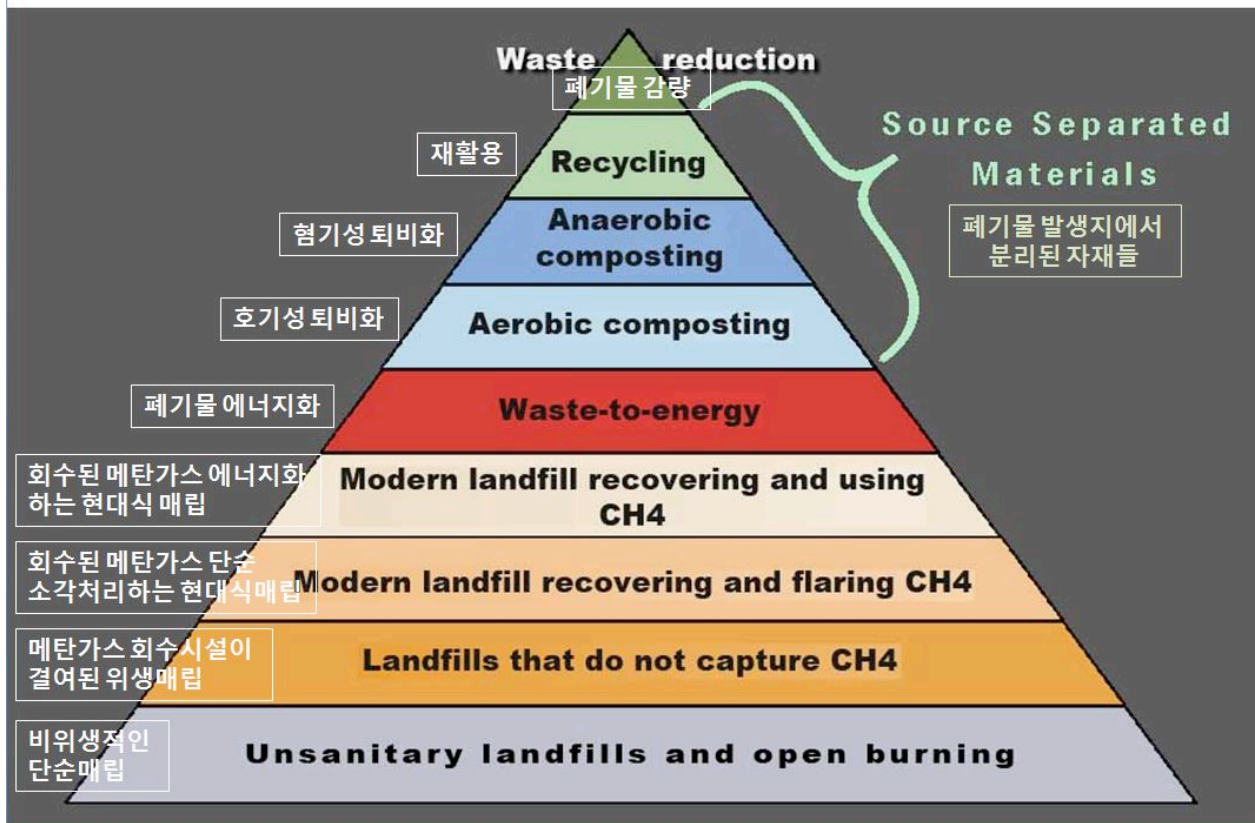 Waste reduction
폐기물 감량
Source Separated
Materials
폐기물 발생지에서
분리된 자재들
재활용
Recycling
혐기성 퇴비화
Anaerobic
composting
호기성 퇴비화
Aerobic composting
폐기물 에너지화
Waste-to-energy
회수된 메탄가스 에너지화
하는 현대식 매립
Modern landfill recovering and using
CH4
회수된 메탄가스 단순
소각처리하는 현대식매립
Modern landfill recovering and flaring CH4
메탄가스 회수시설이
결여된 위생매립
Landfills that do not capture CH4
비위생적인
단순매립
Unsanitary landfills and open burning